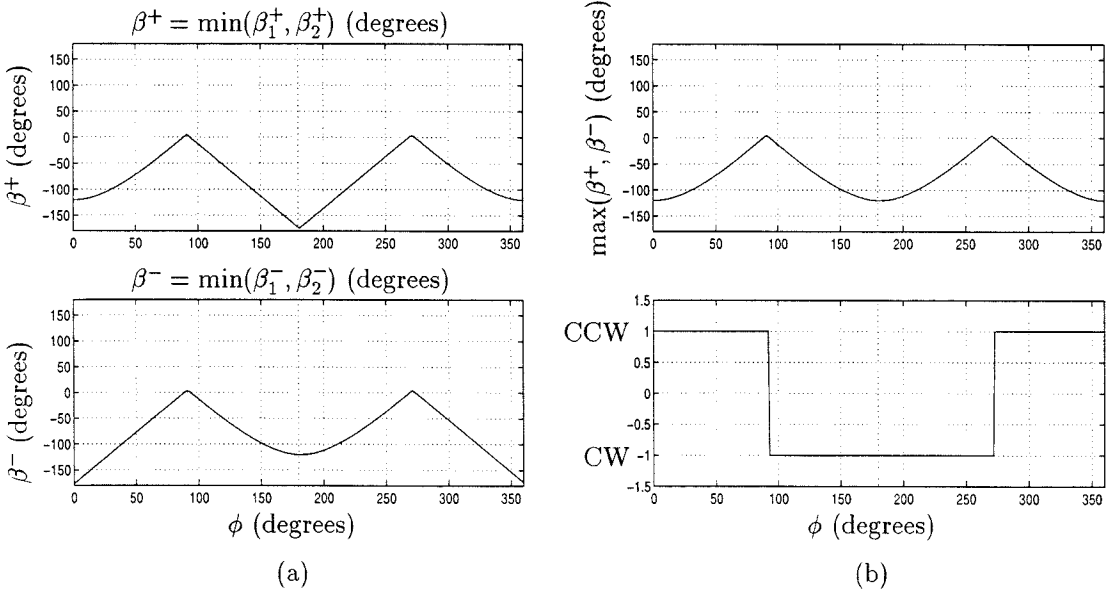 β⁺ = min(β₁⁺, β₂⁺) (degrees)
β⁺ (degrees)
150
100
50
0
-50
-100
-150
0 50 100 150 200 250 300 350
β⁻ = min(β₁⁻, β₂⁻) (degrees)
β⁻ (degrees)
150
100
50
0
-50
-100
-150
0 50 100 150 200 250 300 350
ϕ (degrees)
(a)
max(β⁺, β⁻) (degrees)
150
100
50
0
-50
-100
-150
0 50 100 150 200 250 300 350
1.5
CCW 1
0.5
0
-0.5
CW -1
-1.5
0 50 100 150 200 250 300 350
ϕ (degrees)
(b)